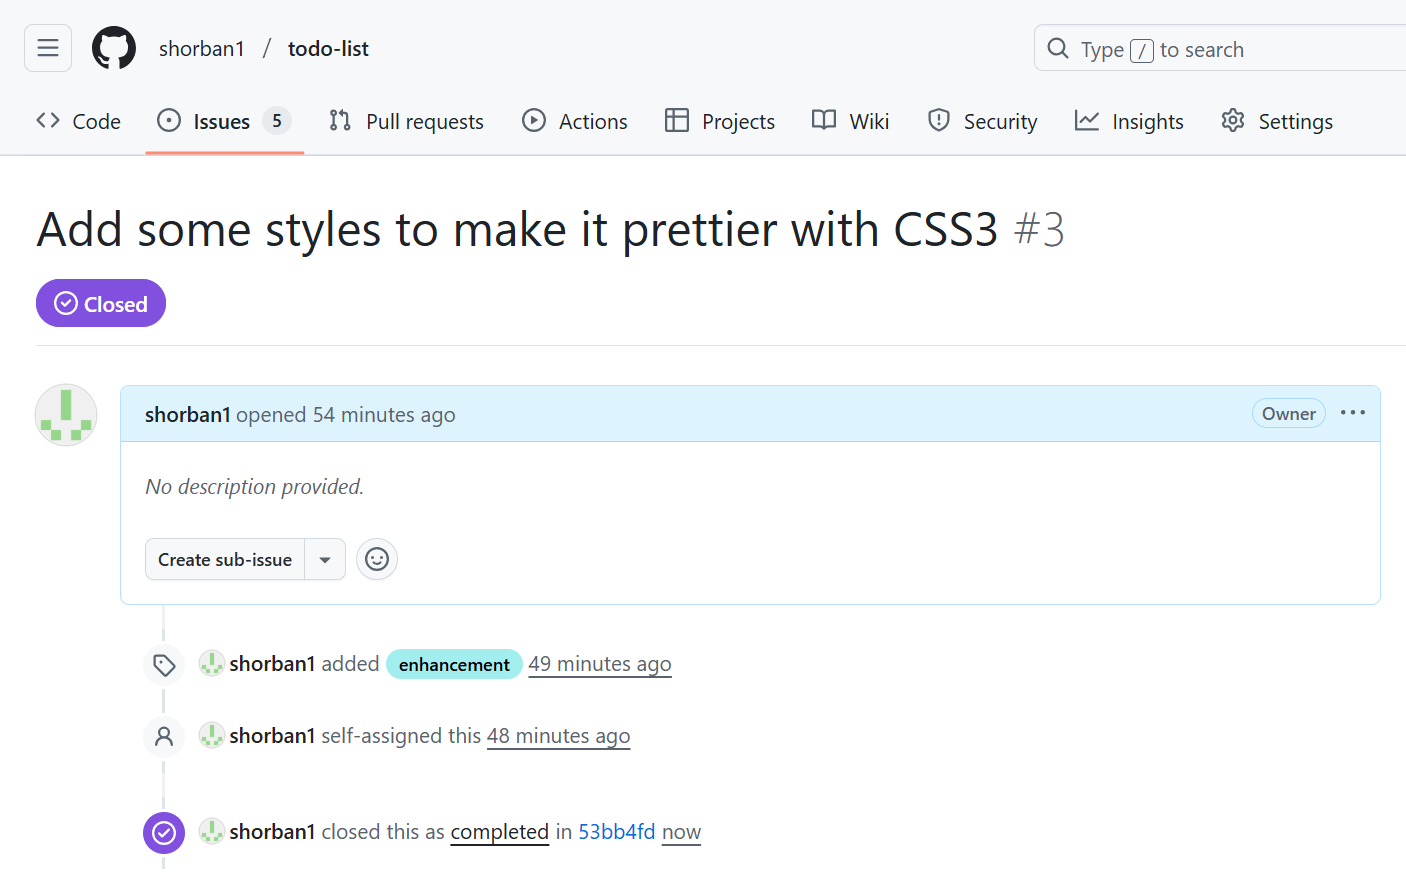 shorban1 / todo-list
Type / to search
Code Issues 5 Pull requests Actions Projects Wiki Security Insights Settings
Add some styles to make it prettier with CSS3 #3
Closed
shorban1 opened 54 minutes ago Owner
No description provided.
Create sub-issue
shorban1 added enhancement 49 minutes ago
shorban1 self-assigned this 48 minutes ago
shorban1 closed this as completed in 53bb4fd now